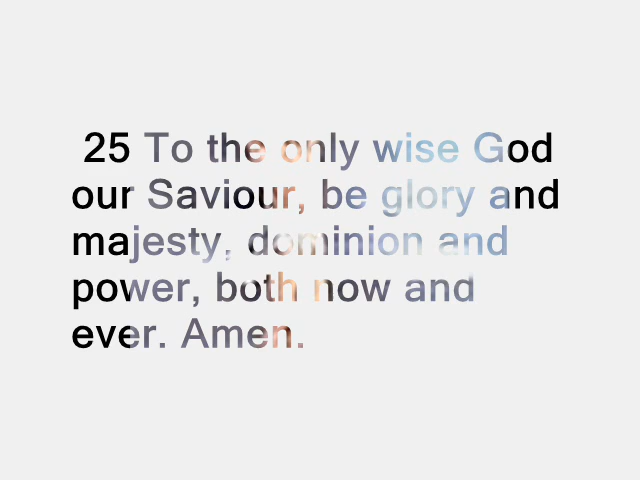 25 To the only wise God
our Saviour, be glory and
majesty, dominion and
power, both now and
ever. Amen.